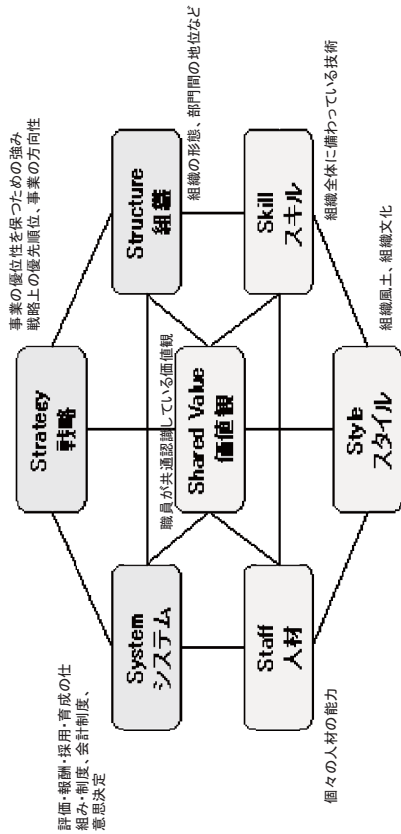 事業の優位性を保つための強み
戦略上の優先順位、事業の方向性
Strategy
戦略
評価・報酬・採用・育成の仕
組み・制度、会計制度、
意思決定
System
システム
職員が共通認識している価値観
Shared Value
価値観
Structure
組織
組織の形態、部門間の地位など
Staff
人材
個々の人材の能力
Skill
スキル
組織全体に備わっている技術
Style
スタイル
組織風土、組織文化